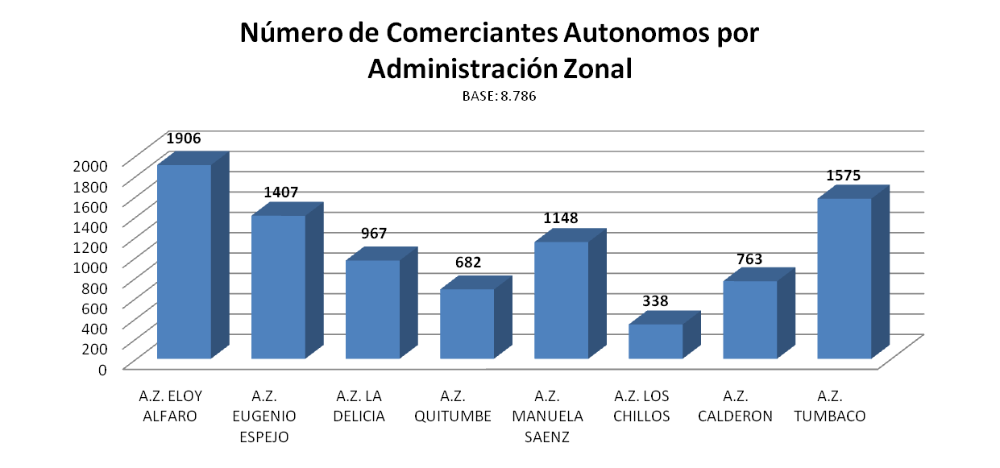 Número de Comerciantes Autonomos por
Administración Zonal
BASE: 8.786
1906
1407
967
682
1148
338
763
1575
2000
1800
1600
1400
1200
1000
800
600
400
200
0
A.Z. ELOY
ALFARO
A.Z.
EUGENIO
ESPEJO
A.Z. LA
DELICIA
A.Z.
QUITUMBE
A.Z.
MANUELA
SAENZ
A.Z. LOS
CHILLOS
A.Z.
CALDERON
A.Z.
TUMBACO